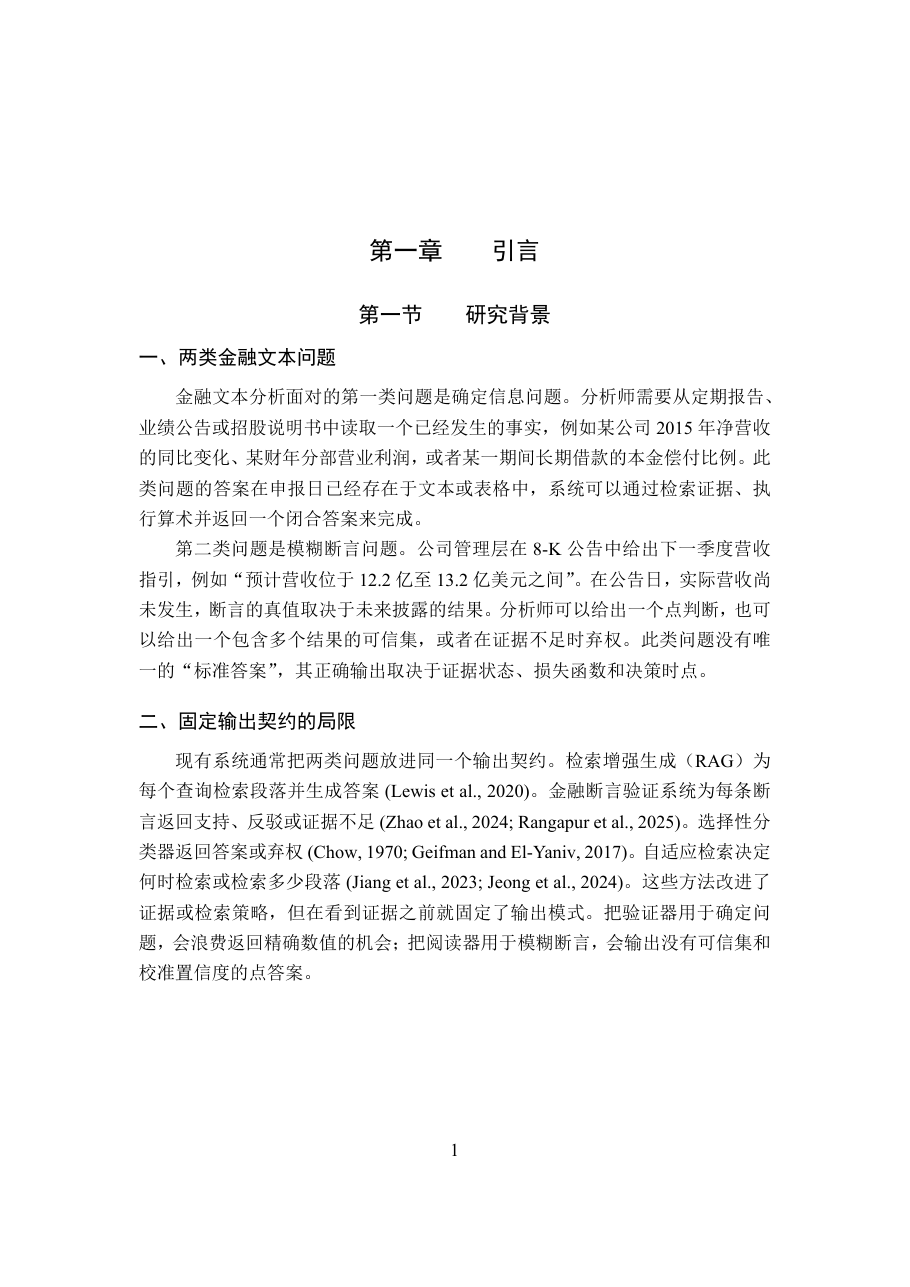 第一章 引言
第一节 研究背景
一、两类金融文本问题
金融文本分析面对的第一类问题是确定信息问题。分析师需要从定期报告、
业绩公告或招股说明书中读取一个已经发生的事实，例如某公司 2015 年净营收
的同比变化、某财年分部营业利润，或者某一期间长期借款的本金偿付比例。此
类问题的答案在申报日已经存在于文本或表格中，系统可以通过检索证据、执
行算术并返回一个闭合答案来完成。
第二类问题是模糊断言问题。公司管理层在 8-K 公告中给出下一季度营收
指引，例如“预计营收位于 12.2 亿至 13.2 亿美元之间”。在公告日，实际营收尚
未发生，断言的真值取决于未来披露的结果。分析师可以给出一个点判断，也可
以给出一个包含多个结果的可信集，或者在证据不足时弃权。此类问题没有唯
一的“标准答案”，其正确输出取决于证据状态、损失函数和决策时点。
二、固定输出契约的局限
现有系统通常把两类问题放进同一个输出契约。检索增强生成（RAG）为
每个查询检索段落并生成答案 (Lewis et al., 2020)。金融断言验证系统为每条断
言返回支持、反驳或证据不足 (Zhao et al., 2024; Rangapur et al., 2025)。选择性分
类器返回答案或弃权 (Chow, 1970; Geifman and El-Yaniv, 2017)。自适应检索决定
何时检索或检索多少段落 (Jiang et al., 2023; Jeong et al., 2024)。这些方法改进了
证据或检索策略，但在看到证据之前就固定了输出模式。把验证器用于确定问
题，会浪费返回精确数值的机会；把阅读器用于模糊断言，会输出没有可信集和
校准置信度的点答案。
1